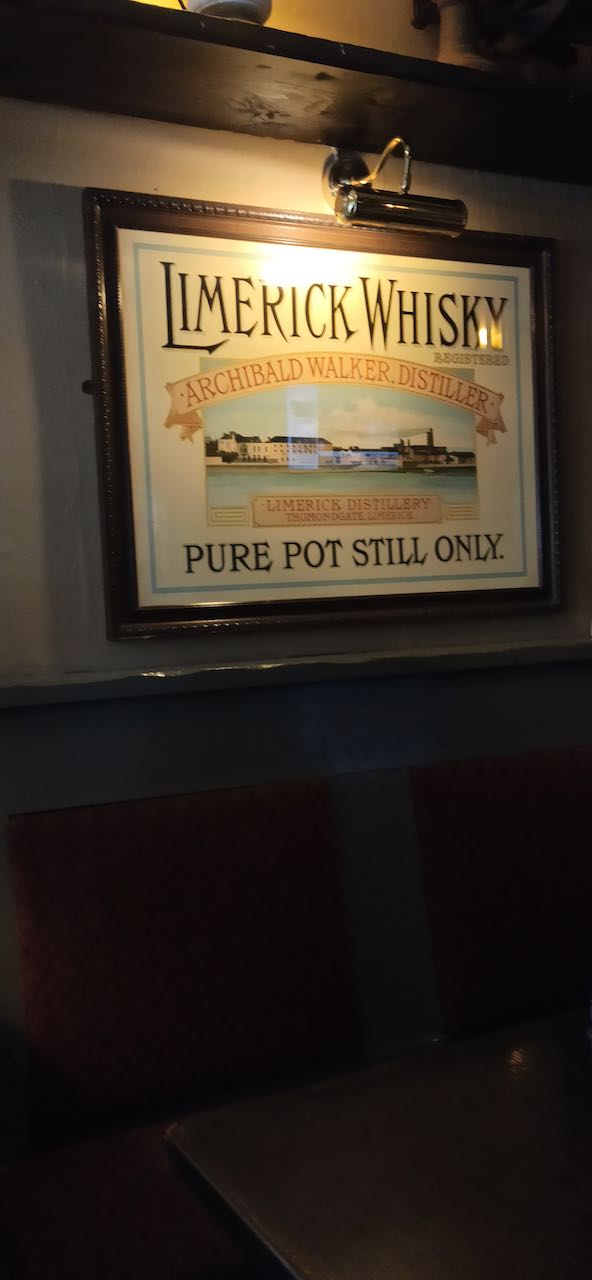 LIMERICK WHISKY
REGISTERED.
·ARCHIBALD WALKER, DISTILLER·
·LIMERICK DISTILLERY·
THOMONDGATE, LIMERICK.
PURE POT STILL ONLY.